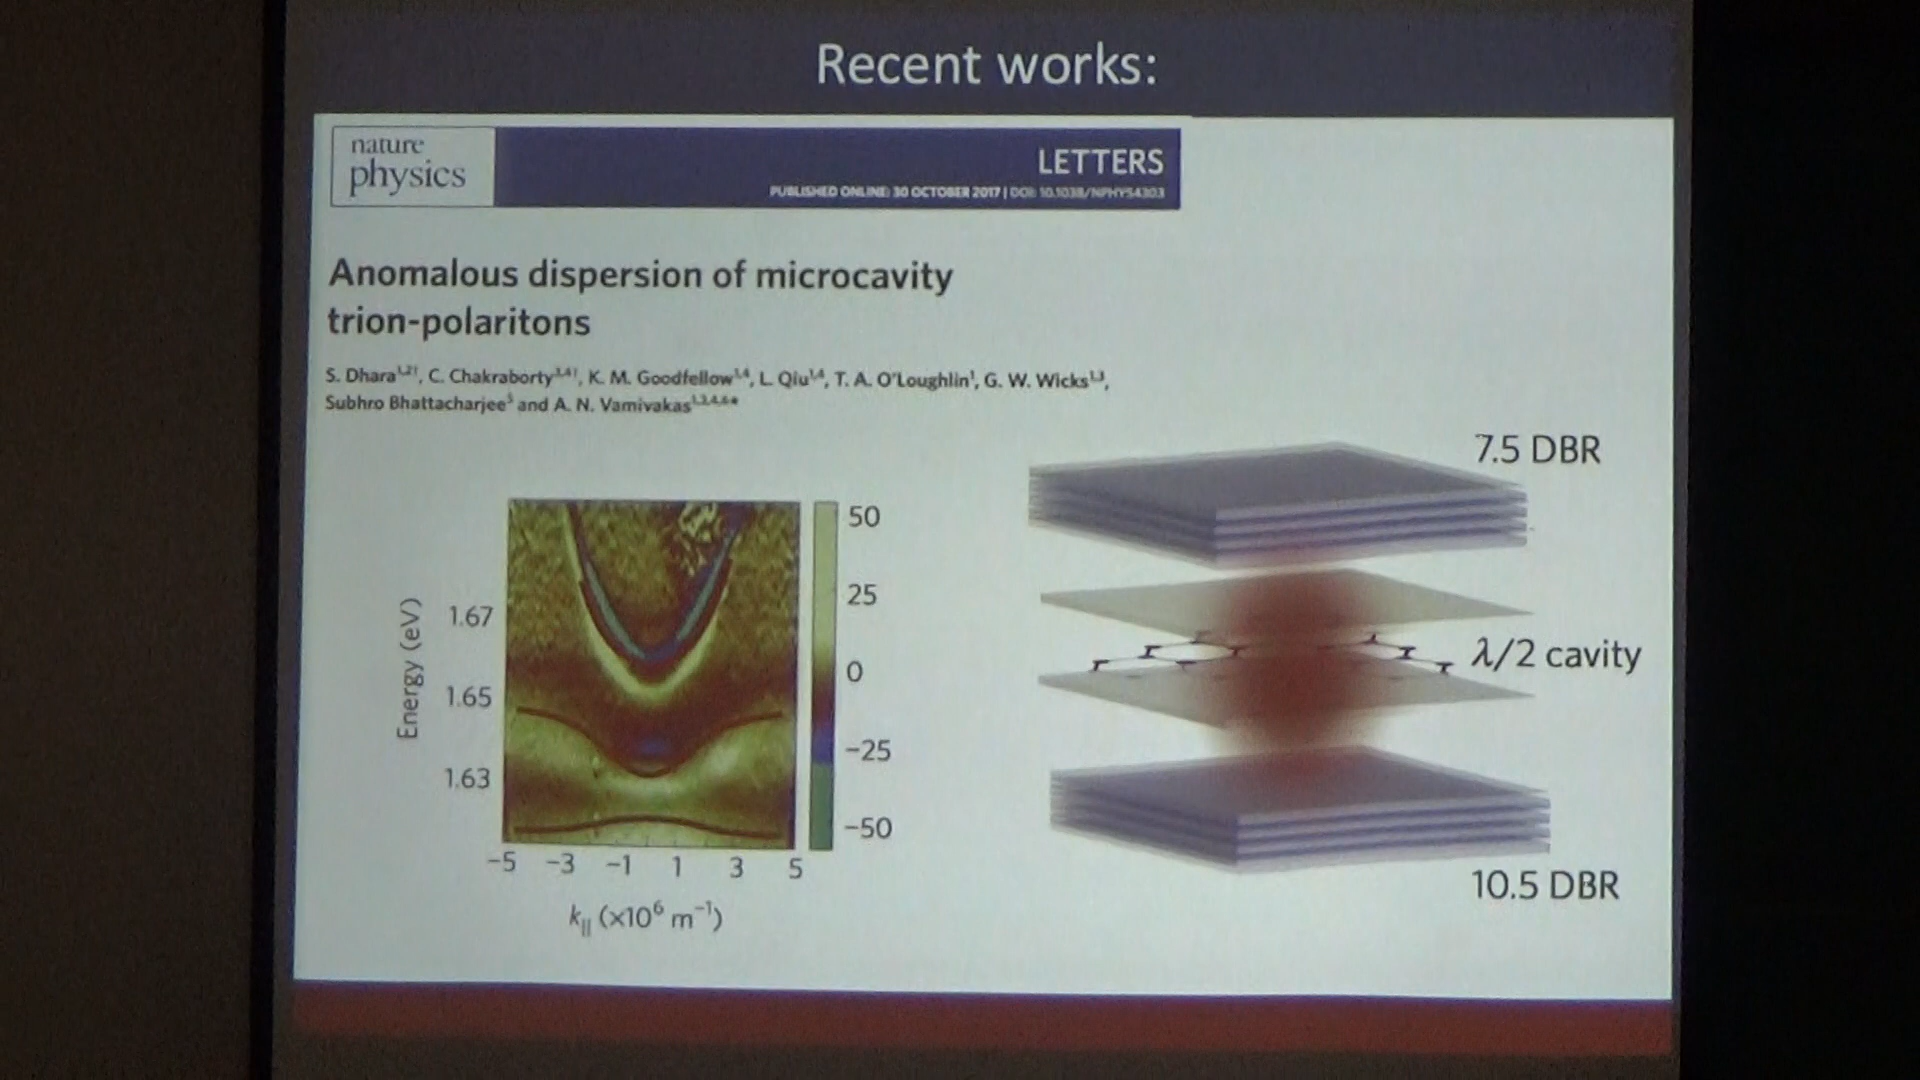 Recent works:
nature
physics
LETTERS
PUBLISHED ONLINE: 30 OCTOBER 2017 | DOI: 10.1038/NPHYS4303
Anomalous dispersion of microcavity
trion-polaritons
S. Dhara, C. Chakraborty, K. M. Goodfellow, L. Qiu, T. A. O'Loughlin, G. W. Wicks,
Subhro Bhattacharjee and A. N. Vamivakas
7.5 DBR
λ/2 cavity
10.5 DBR
Energy (eV)
1.67
1.65
1.63
−5 −3 −1 1 3 5
k|| (×10⁶ m⁻¹)
50
25
0
−25
−50